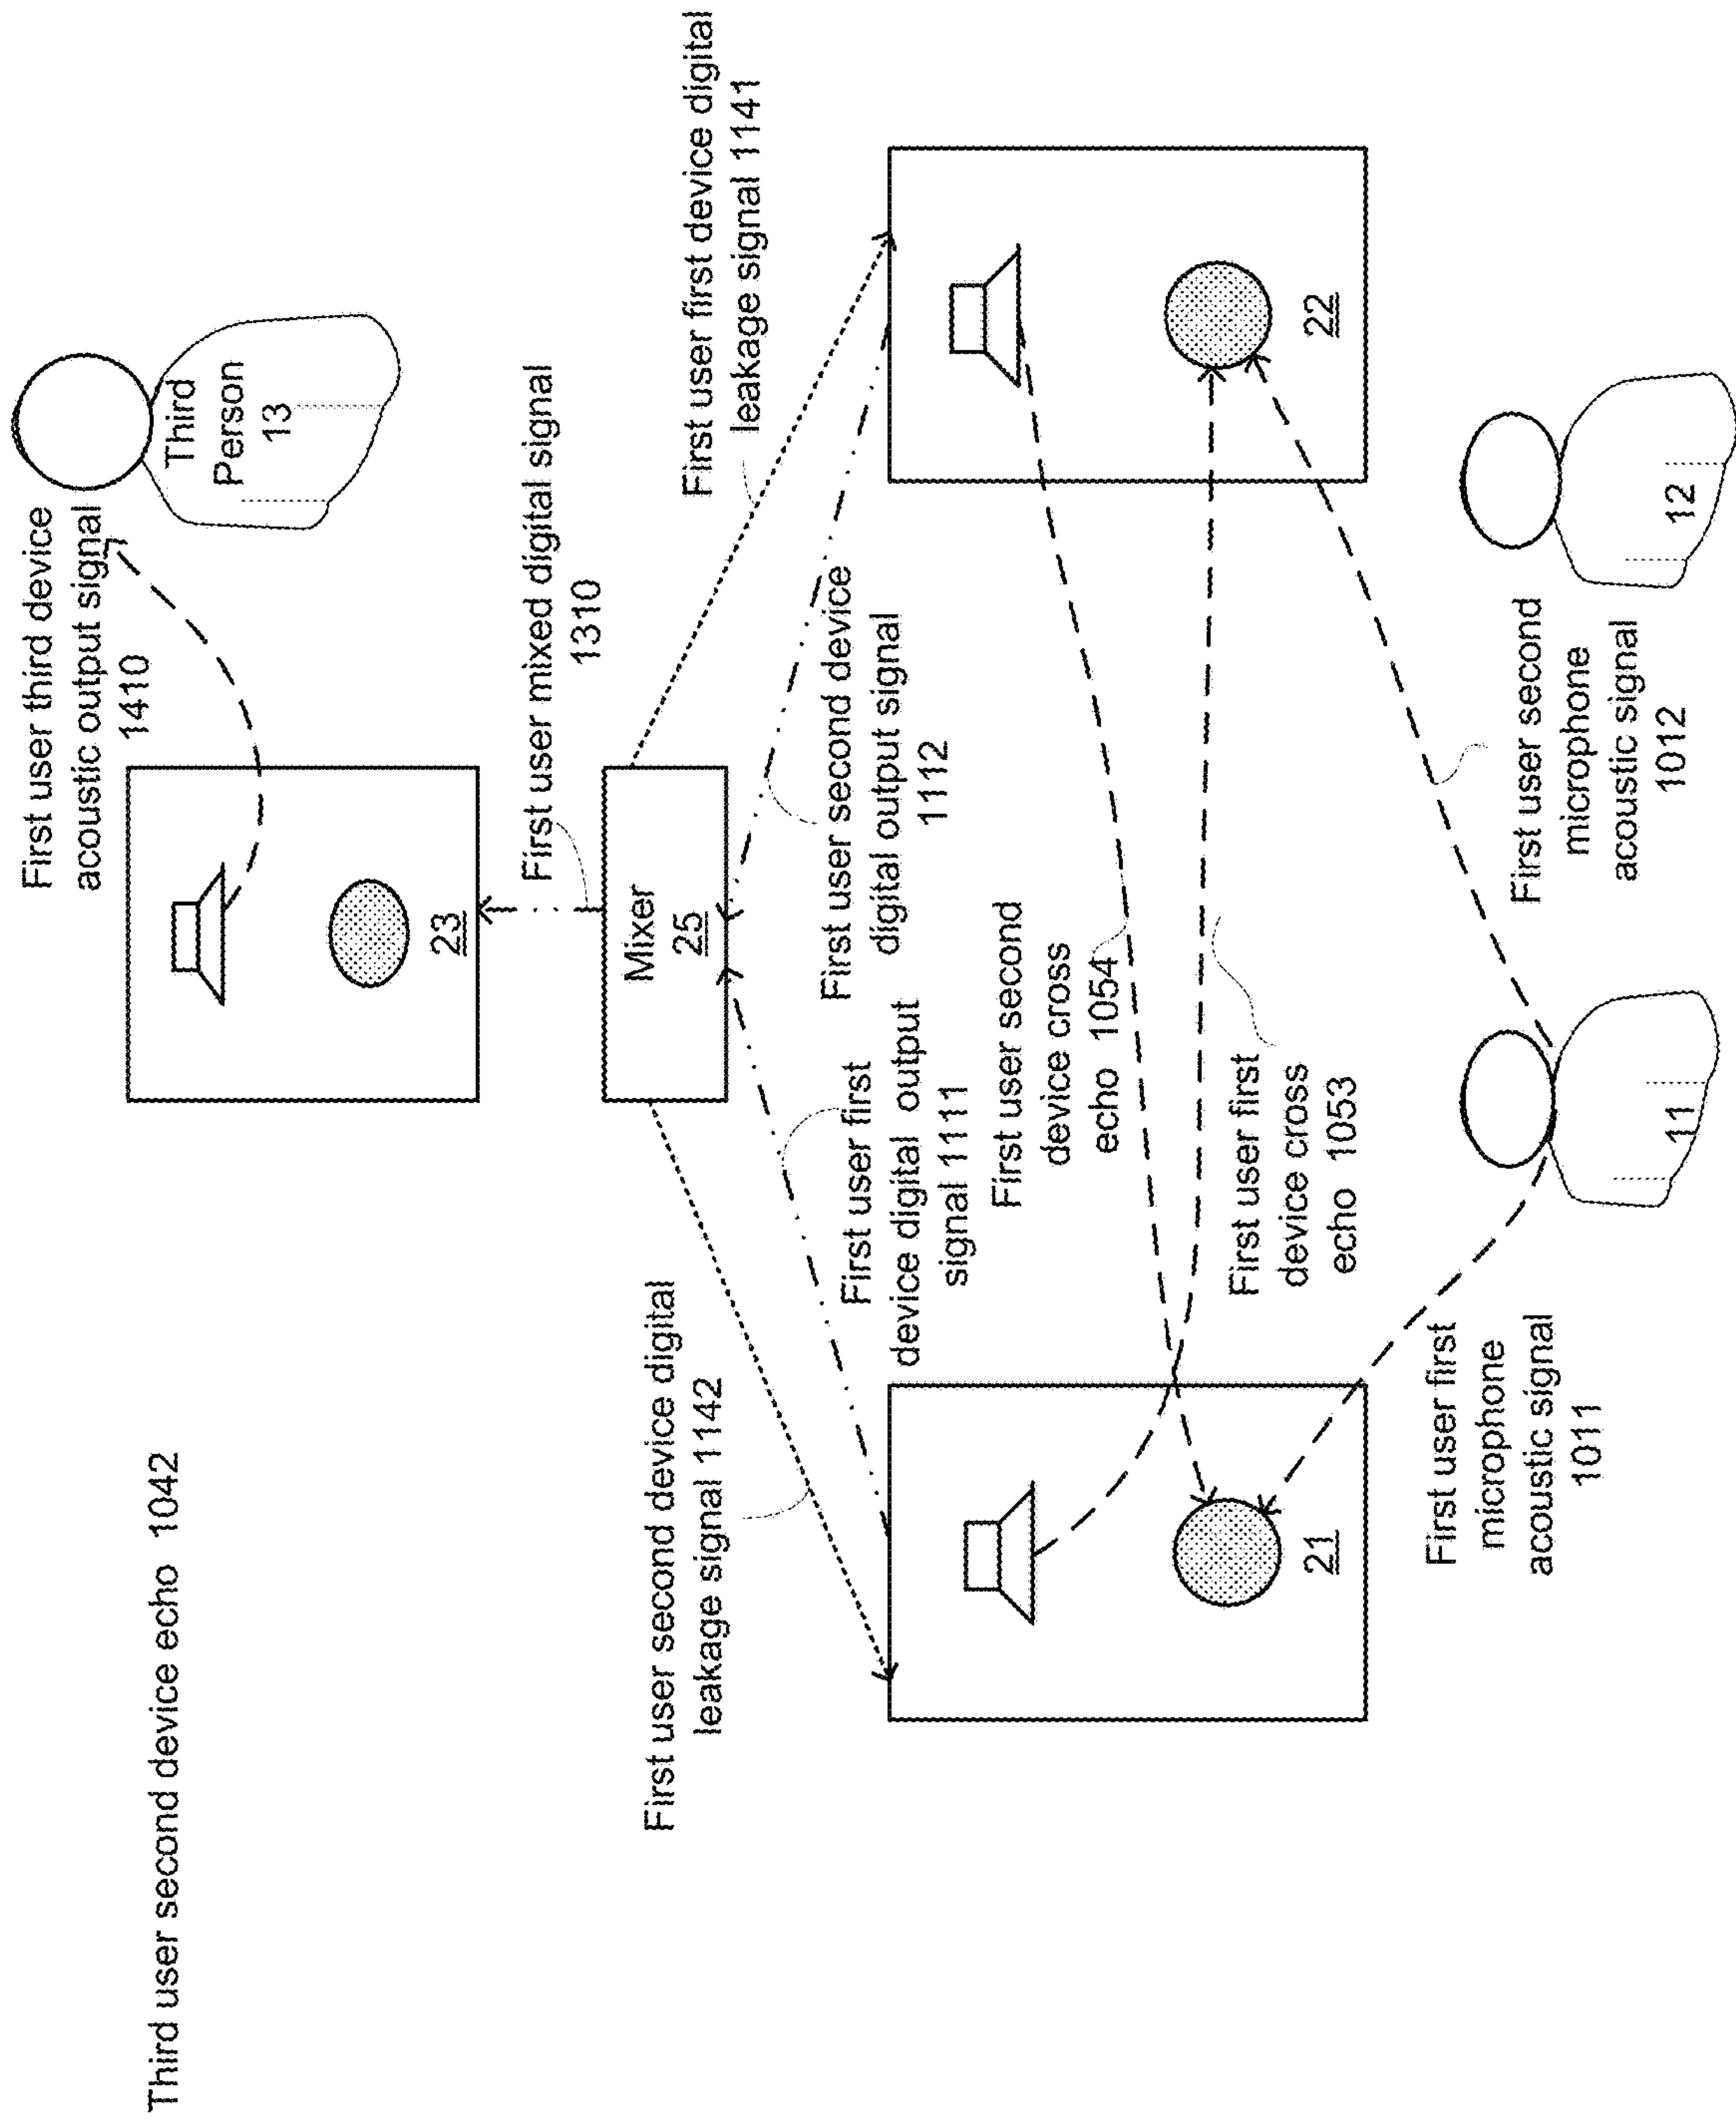 Third user second device echo 1042
First user third device
acoustic output signal
1410
Third
Person
13
23
First user mixed digital signal
1310
Mixer
25
First user second device digital
leakage signal 1142
First user first device digital
leakage signal 1141
First user first
device digital output
signal 1111
First user second device
digital output signal
1112
First user second
device cross
echo 1054
First user first
device cross
echo 1053
21
22
First user first
microphone
acoustic signal
1011
11
First user second
microphone
acoustic signal
1012
12